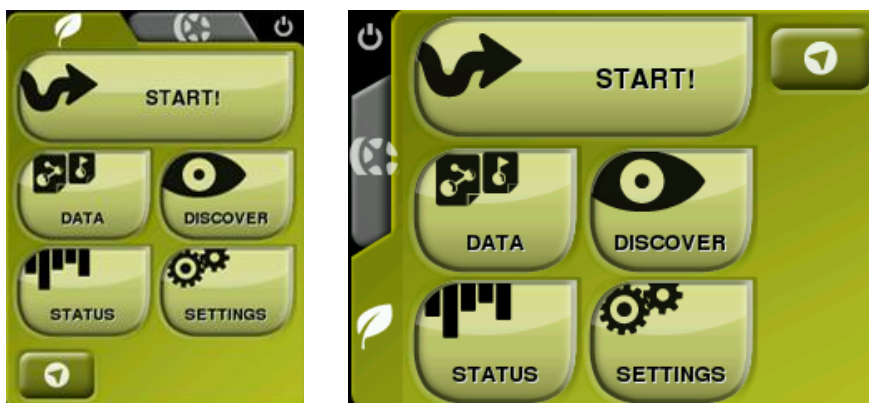 START!
DATA
DISCOVER
STATUS
SETTINGS
START!
DATA
DISCOVER
STATUS
SETTINGS